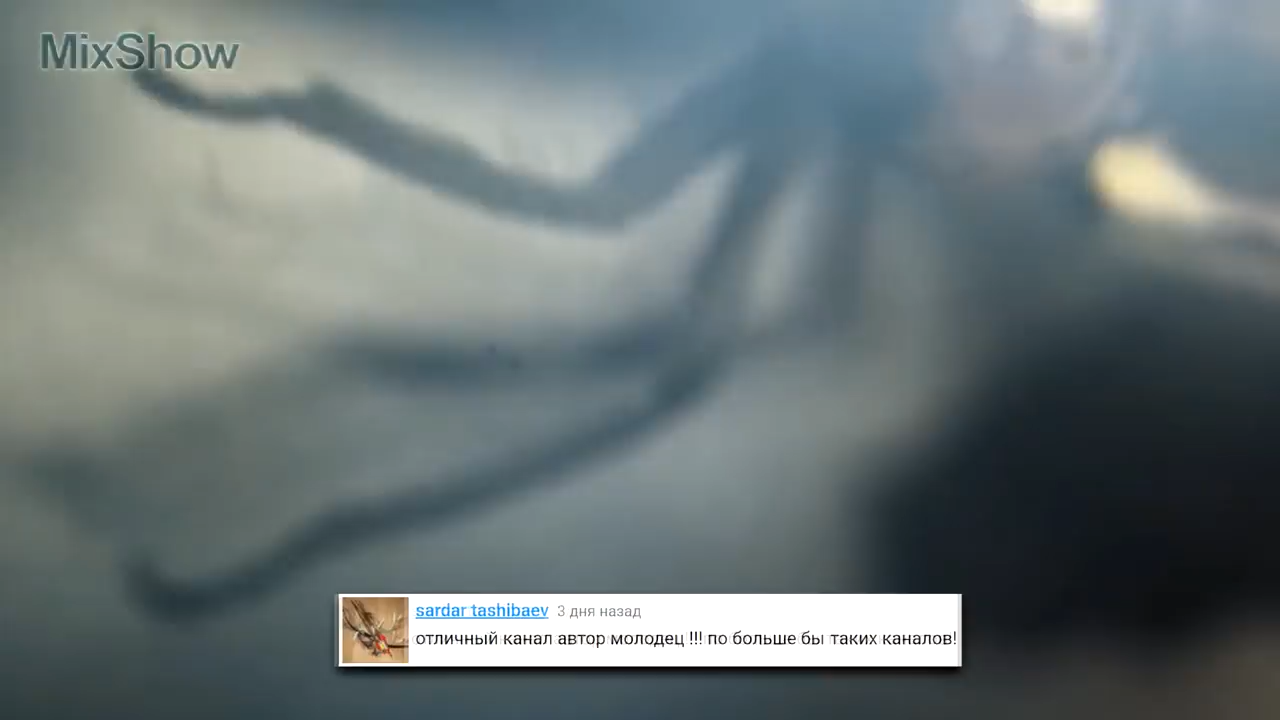 MixShow
sardar tashibaev 3 дня назад
отличный канал автор молодец !!! по больше бы таких каналов!